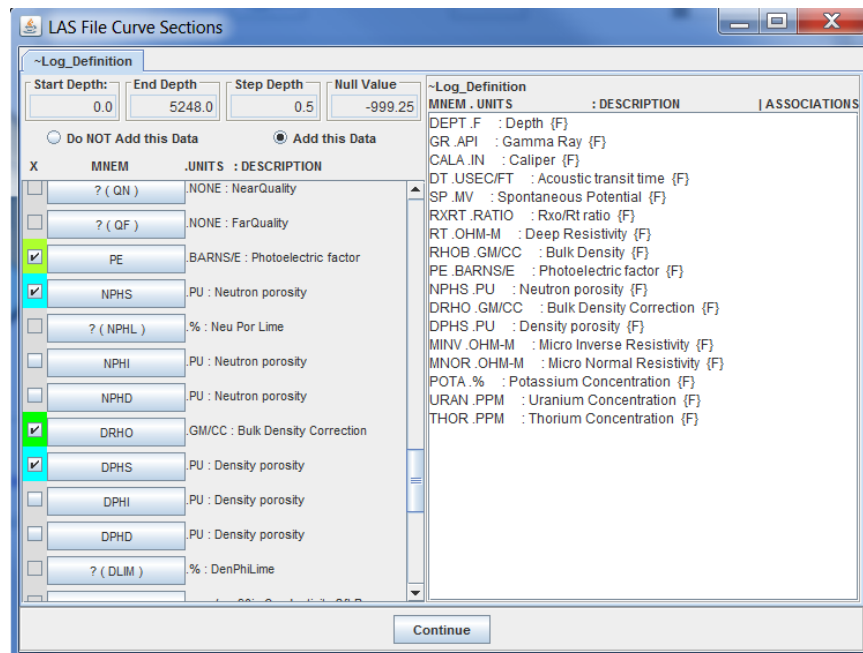 LAS File Curve Sections
~Log_Definition
Start Depth: End Depth Step Depth Null Value
0.0 5248.0 0.5 -999.25
Do NOT Add this Data Add this Data
X MNEM .UNITS : DESCRIPTION
? ( QN ) .NONE : NearQuality
? ( QF ) .NONE : FarQuality
PE .BARNS/E : Photoelectric factor
NPHS .PU : Neutron porosity
? ( NPHL ) .% : Neu Por Lime
NPHI .PU : Neutron porosity
NPHD .PU : Neutron porosity
DRHO .GM/CC : Bulk Density Correction
DPHS .PU : Density porosity
DPHI .PU : Density porosity
DPHD .PU : Density porosity
? ( DLIM ) .% : DenPhiLime
~Log_Definition
MNEM . UNITS : DESCRIPTION | ASSOCIATIONS
DEPT .F : Depth {F}
GR .API : Gamma Ray {F}
CALA .IN : Caliper {F}
DT .USEC/FT : Acoustic transit time {F}
SP .MV : Spontaneous Potential {F}
RXRT .RATIO : Rxo/Rt ratio {F}
RT .OHM-M : Deep Resistivity {F}
RHOB .GM/CC : Bulk Density {F}
PE .BARNS/E : Photoelectric factor {F}
NPHS .PU : Neutron porosity {F}
DRHO .GM/CC : Bulk Density Correction {F}
DPHS .PU : Density porosity {F}
MINV .OHM-M : Micro Inverse Resistivity {F}
MNOR .OHM-M : Micro Normal Resistivity {F}
POTA .% : Potassium Concentration {F}
URAN .PPM : Uranium Concentration {F}
THOR .PPM : Thorium Concentration {F}
Continue